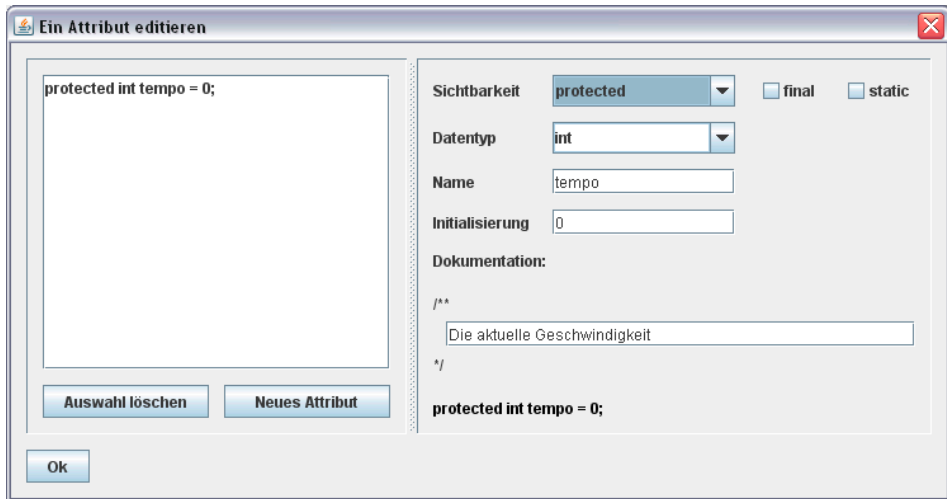 Ein Attribut editieren
protected int tempo = 0;
Auswahl löschen
Neues Attribut
Sichtbarkeit protected final static
Datentyp int
Name tempo
Initialisierung 0
Dokumentation:
/**
Die aktuelle Geschwindigkeit
*/
protected int tempo = 0;
Ok